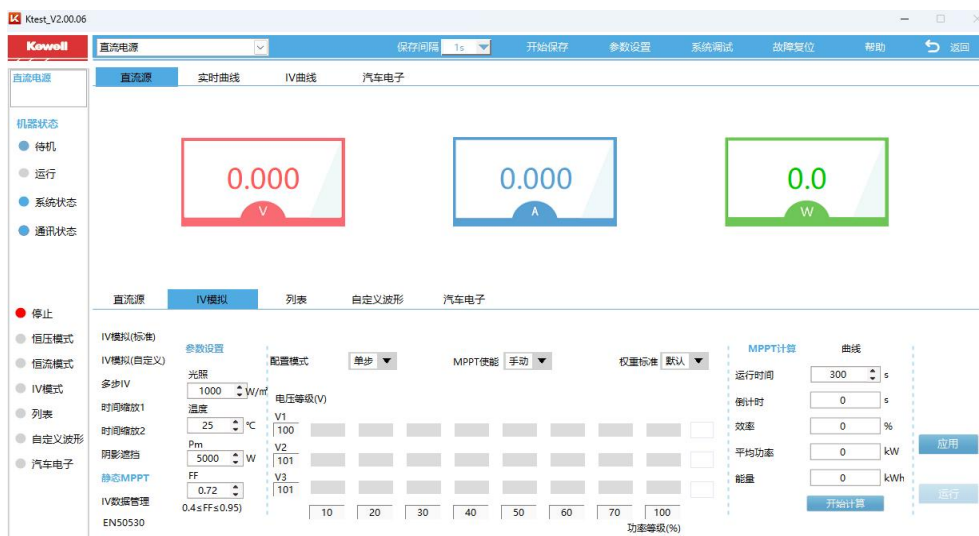 Ktest_V2.00.06
Kewell 直流电源 保存间隔 1s 开始保存 参数设置 系统调试 故障复位 帮助 返回
直流电源 直流源 实时曲线 IV曲线 汽车电子
机器状态
待机
运行
系统状态
通讯状态
0.000 0.000 0.0
V A W
直流源 IV模拟 列表 自定义波形 汽车电子
停止
恒压模式
恒流模式
IV模式
列表
自定义波形
汽车电子
IV模拟(标准)
IV模拟(自定义)
多步IV
时间缩放1
时间缩放2
阴影遮挡
静态MPPT
IV数据管理
EN50530
参数设置
光照
1000 W/㎡
温度
25 ℃
Pm
5000 W
FF
0.72
0.4≤FF≤0.95)
配置模式 单步 MPPT使能 手动 权重标准 默认
电压等级(V)
V1
100
V2
101
V3
101
10 20 30 40 50 60 70 100
功率等级(%)
MPPT计算 曲线
运行时间 300 s
倒计时 0 s
效率 0 %
平均功率 0 kW
能量 0 kWh
开始计算
应用
运行